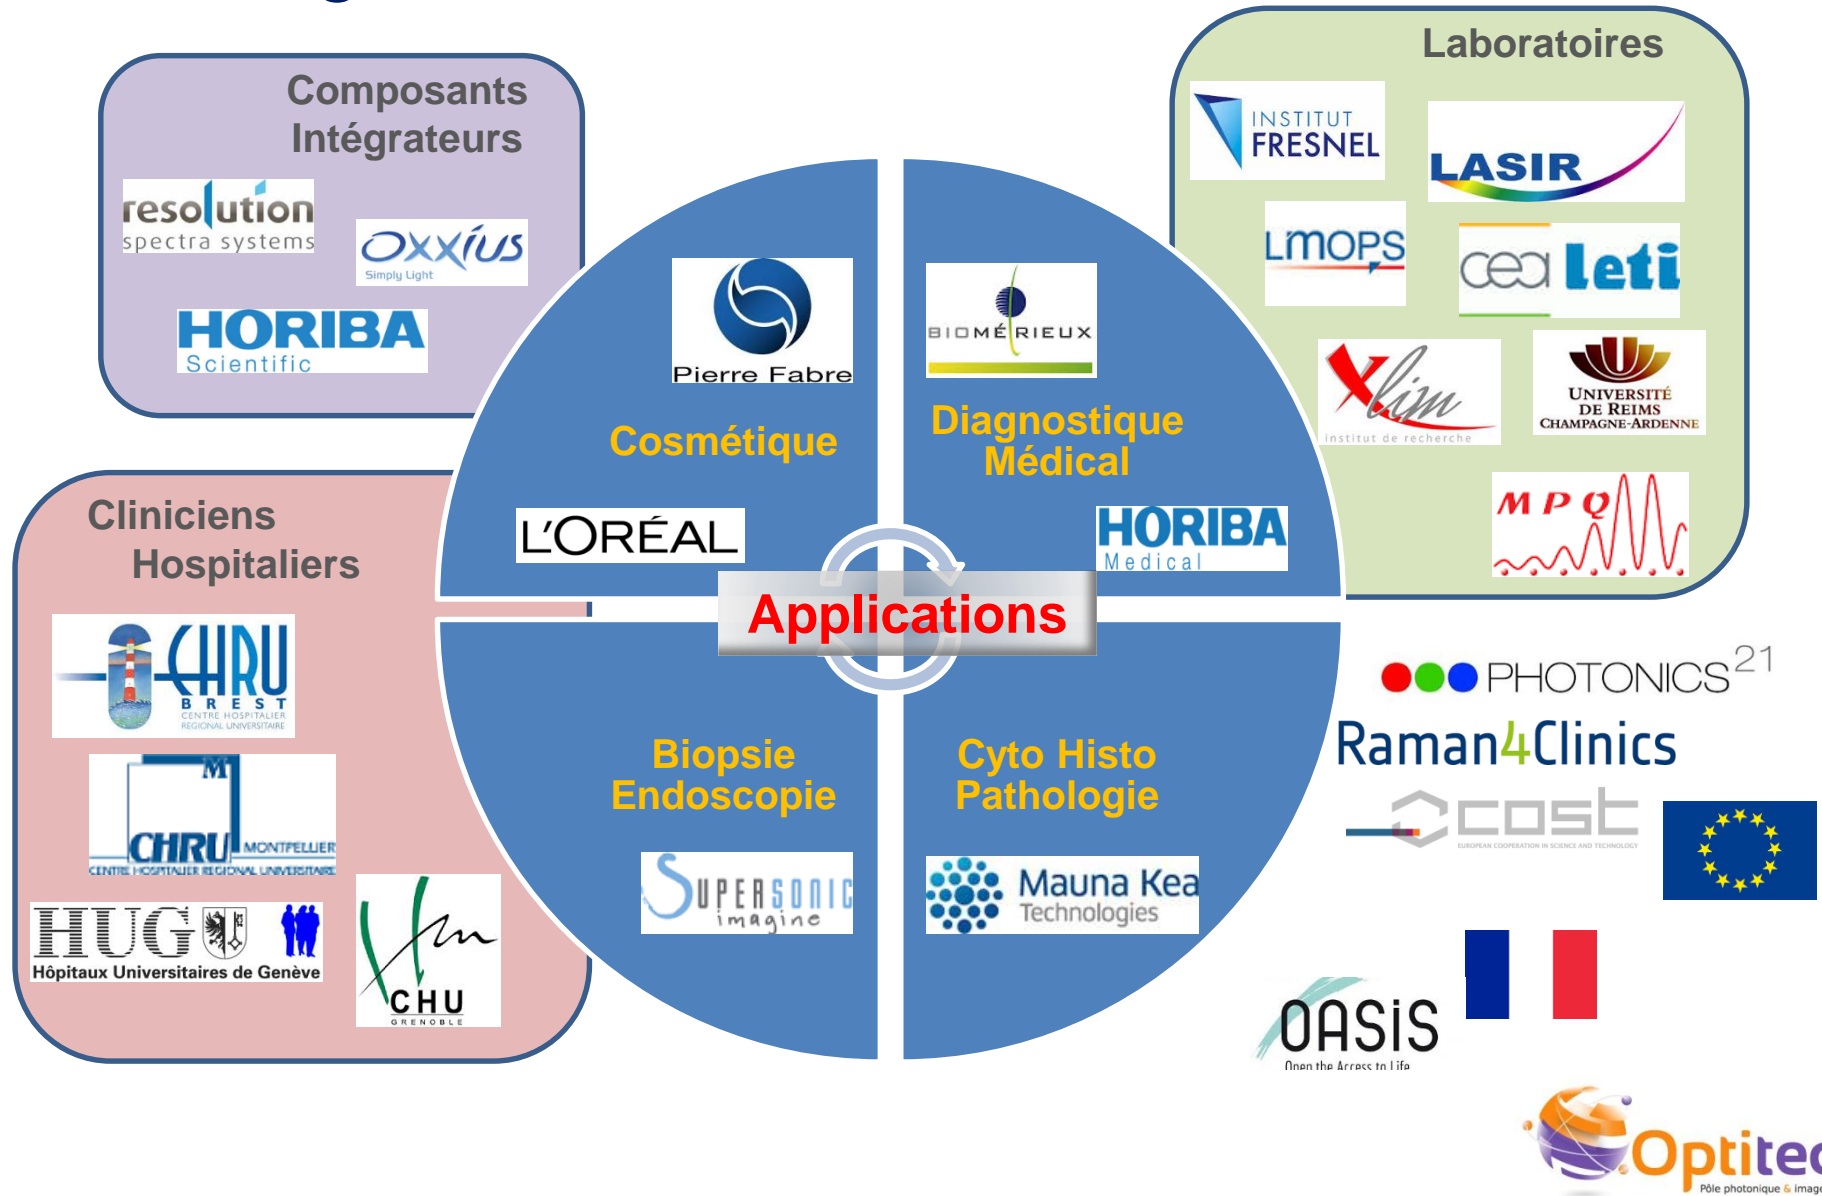 Composants
Intégrateurs
resolution
spectra systems
OXXIUS
Simply Light
HORIBA
Scientific
Laboratoires
INSTITUT
FRESNEL
LASIR
LMOPS
cea leti
Xlim
institut de recherche
UNIVERSITÉ
DE REIMS
CHAMPAGNE-ARDENNE
MPQ
Pierre Fabre
Cosmétique
L'ORÉAL
BIOMÉRIEUX
Diagnostique
Médical
HORIBA
Medical
Applications
Cliniciens
Hospitaliers
CHRU
BREST
CENTRE HOSPITALIER
REGIONAL UNIVERSITAIRE
M
CHRU MONTPELLIER
CENTRE HOSPITALIER REGIONAL UNIVERSITAIRE
HUG
Hôpitaux Universitaires de Genève
CHU
GRENOBLE
Biopsie
Endoscopie
SUPERSONIC
imagine
Cyto Histo
Pathologie
Mauna Kea
Technologies
PHOTONICS21
Raman4Clinics
cost
EUROPEAN COOPERATION IN SCIENCE AND TECHNOLOGY
OASiS
Open the Access to Life
Optitec
Pôle photonique & image